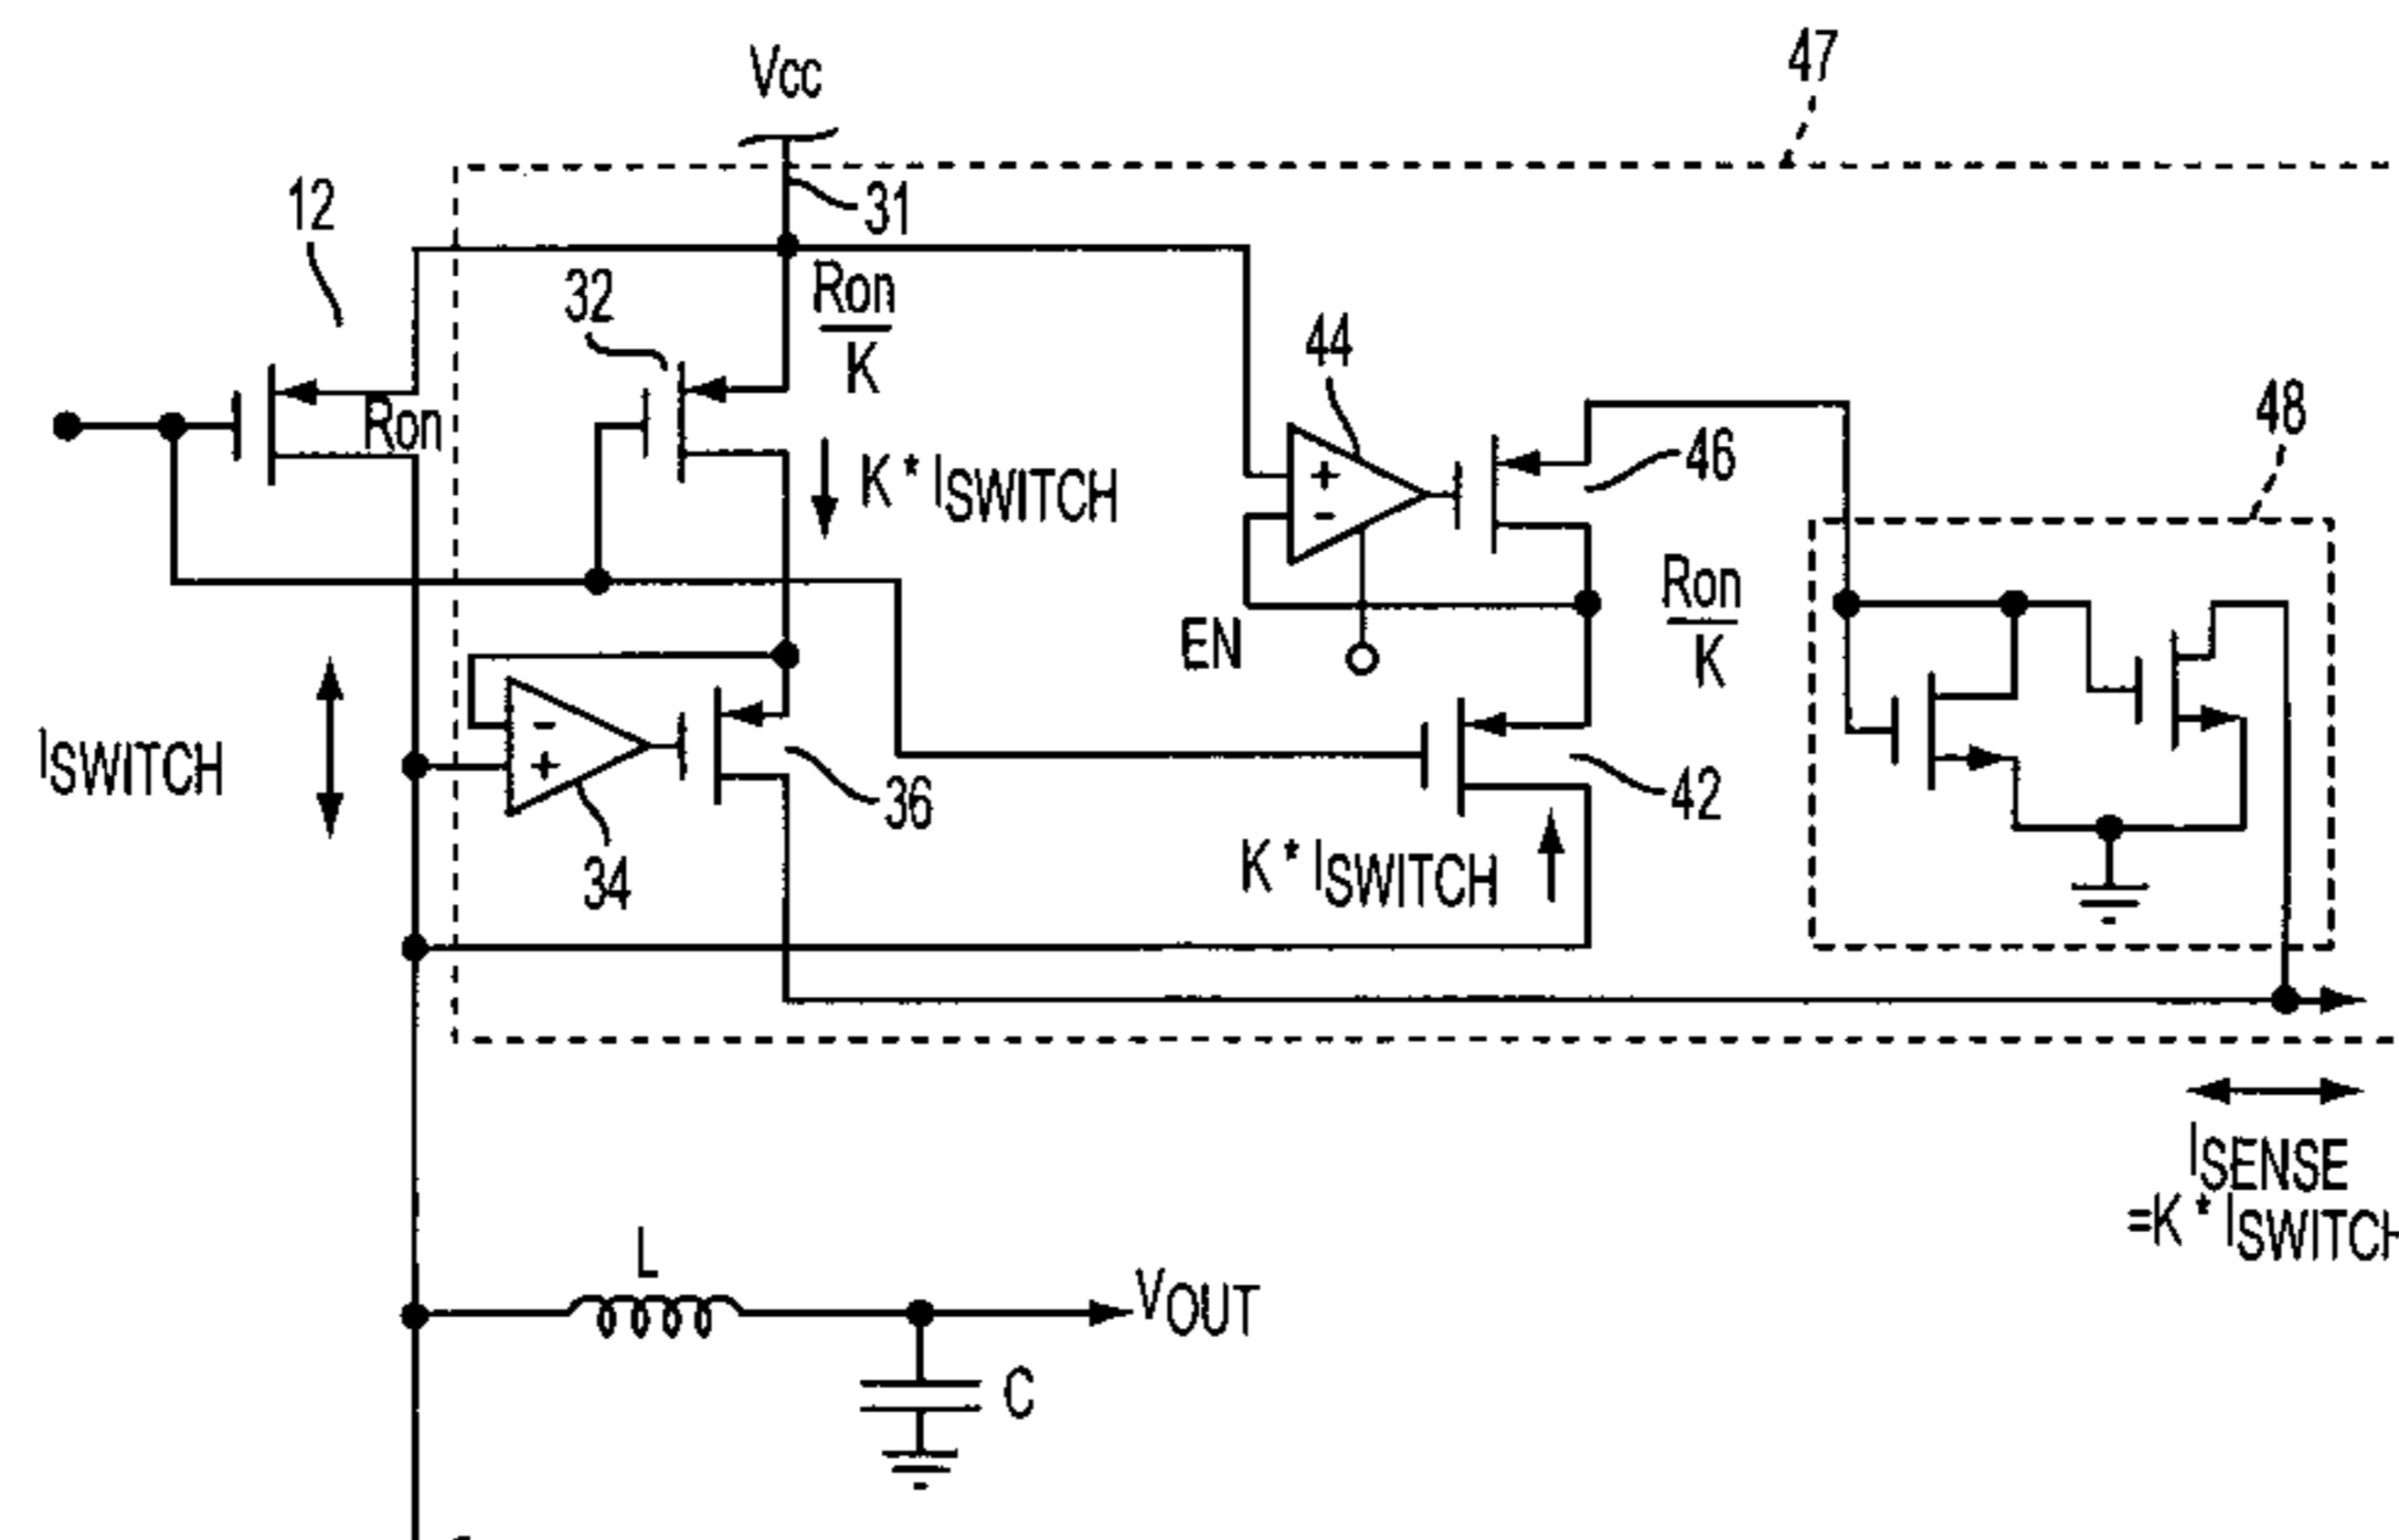 47
Vcc
31
12
Ron
K
32
44
48
Ron
46
K * ISWITCH
+
-
Ron
K
EN
-
+
ISWITCH
36
42
34
K * ISWITCH
ISENSE
=K * ISWITCH
L
VOUT
C